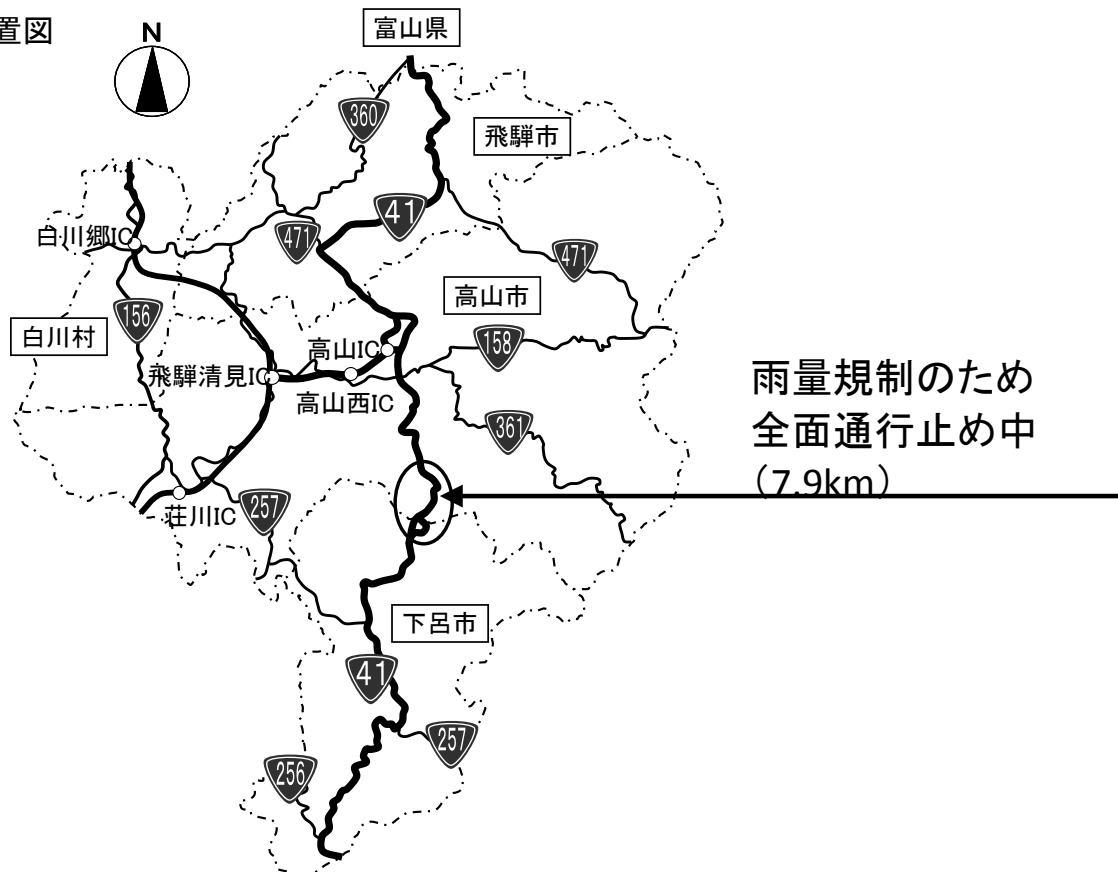 置図
N
富山県
360
飛騨市
41
471
白川郷IC
471
高山市
156
白川村
158
高山IC
飛騨清見IC
高山西IC
雨量規制のため
全面通行止め中
(7.9km)
361
荘川IC
257
下呂市
41
257
256